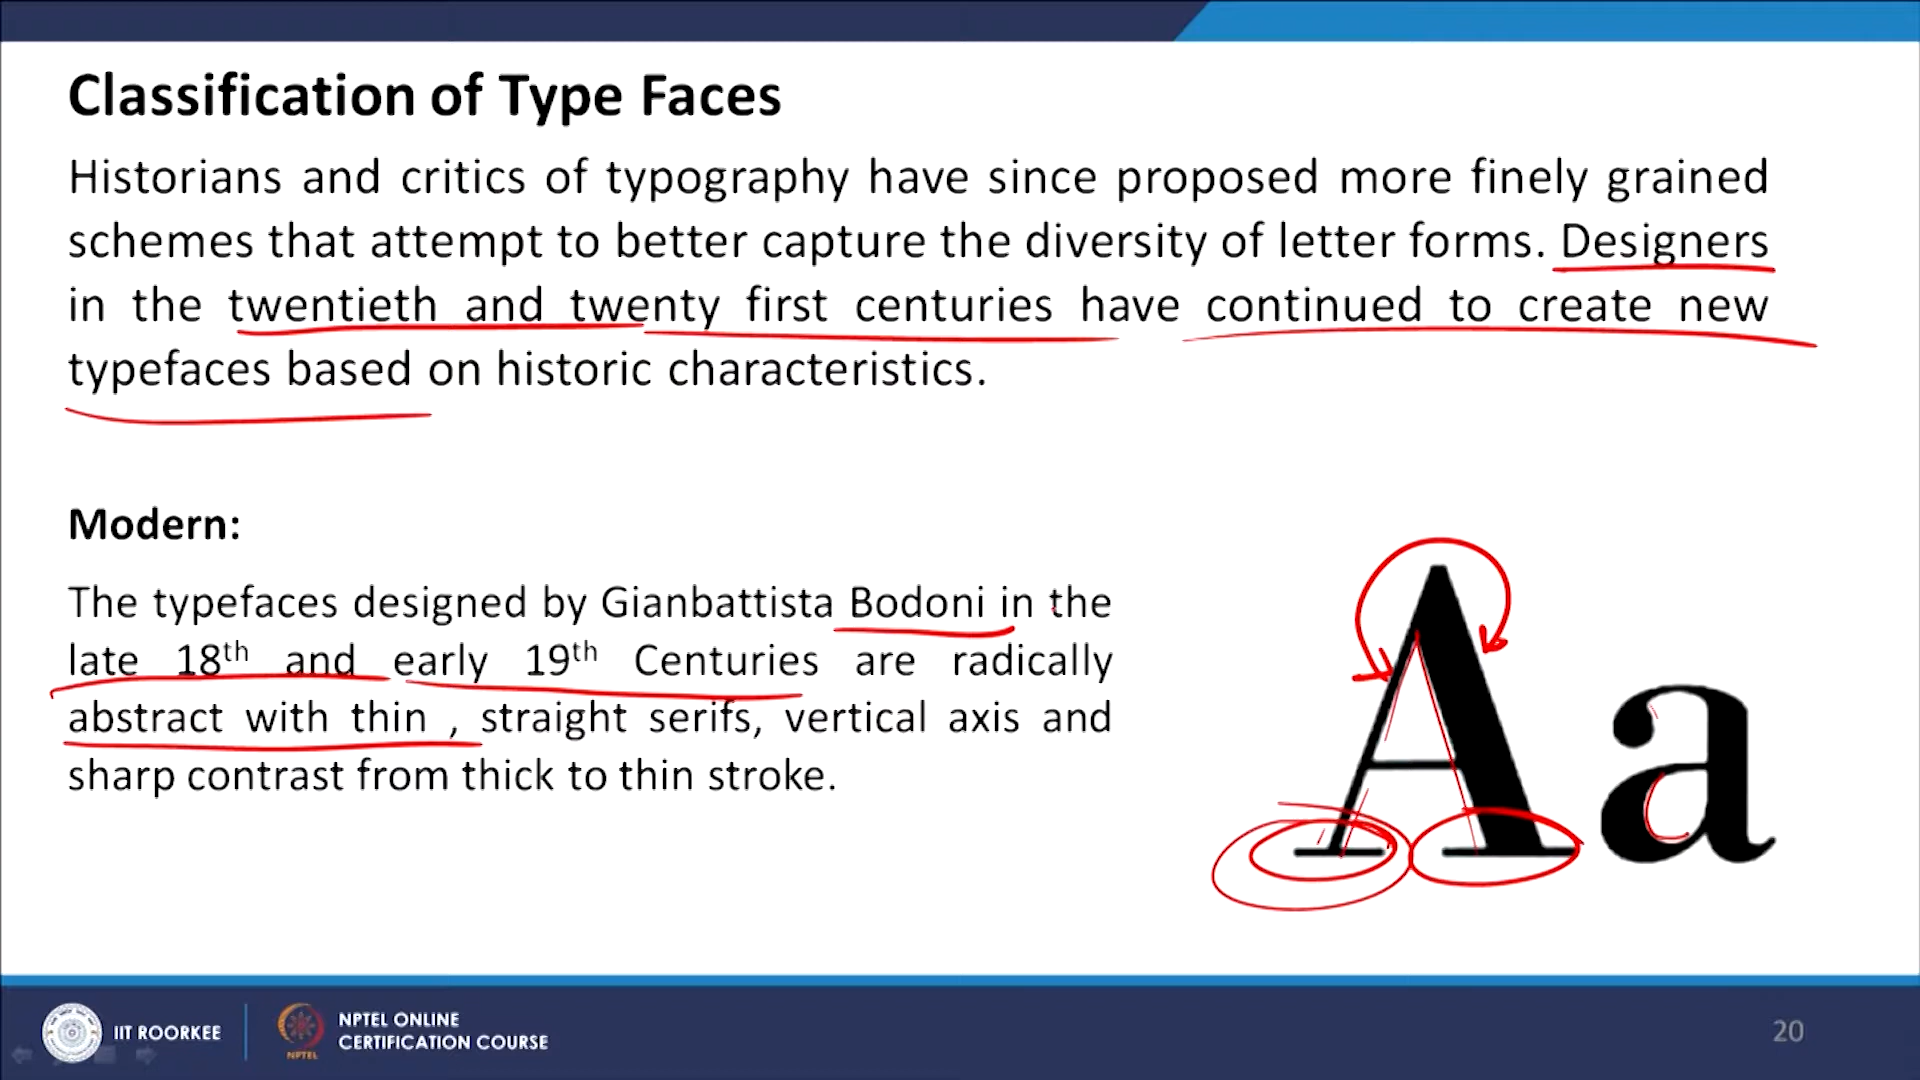 Classification of Type Faces
Historians and critics of typography have since proposed more finely grained
schemes that attempt to better capture the diversity of letter forms. Designers
in the twentieth and twenty first centuries have continued to create new
typefaces based on historic characteristics.
Modern:
The typefaces designed by Gianbattista Bodoni in the
late 18th and early 19th Centuries are radically
abstract with thin , straight serifs, vertical axis and
sharp contrast from thick to thin stroke.
Aa
IIT ROORKEE
NPTEL
NPTEL ONLINE
CERTIFICATION COURSE
20